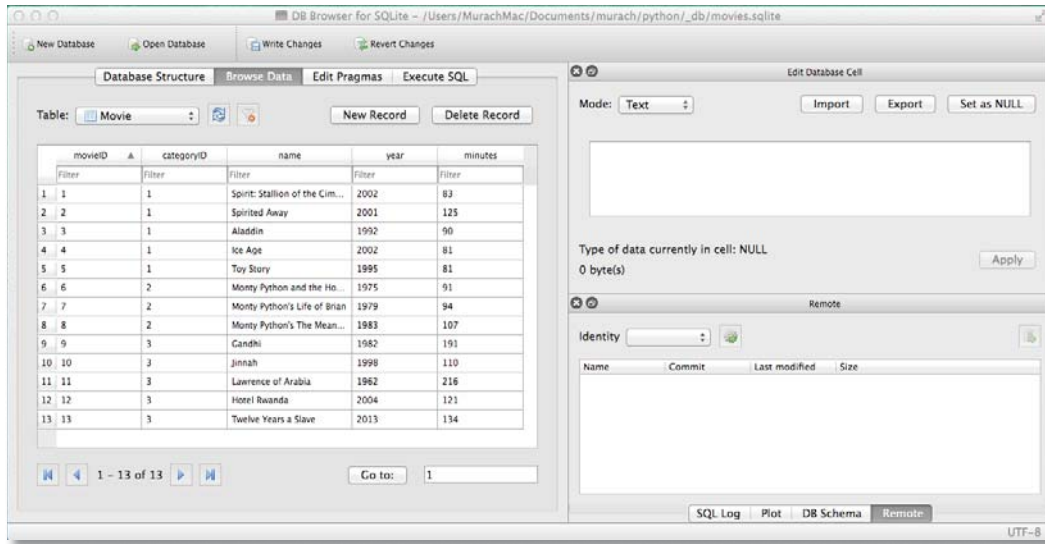 DB Browser for SQLite - /Users/MurachMac/Documents/murach/python/_db/movies.sqlite
New Database Open Database Write Changes Revert Changes
Database Structure Browse Data Edit Pragmas Execute SQL
Table: Movie New Record Delete Record
movieID categoryID name year minutes
Filter Filter Filter Filter Filter
1 1 1 Spirit: Stallion of the Cim... 2002 83
2 2 1 Spirited Away 2001 125
3 3 1 Aladdin 1992 90
4 4 1 Ice Age 2002 81
5 5 1 Toy Story 1995 81
6 6 2 Monty Python and the Ho... 1975 91
7 7 2 Monty Python's Life of Brian 1979 94
8 8 2 Monty Python's The Mean... 1983 107
9 9 3 Gandhi 1982 191
10 10 3 Jinnah 1998 110
11 11 3 Lawrence of Arabia 1962 216
12 12 3 Hotel Rwanda 2004 121
13 13 3 Twelve Years a Slave 2013 134
1 - 13 of 13 Go to: 1
Edit Database Cell
Mode: Text Import Export Set as NULL
Type of data currently in cell: NULL
0 byte(s)
Apply
Remote
Identity
Name Commit Last modified Size
SQL Log Plot DB Schema Remote
UTF-8